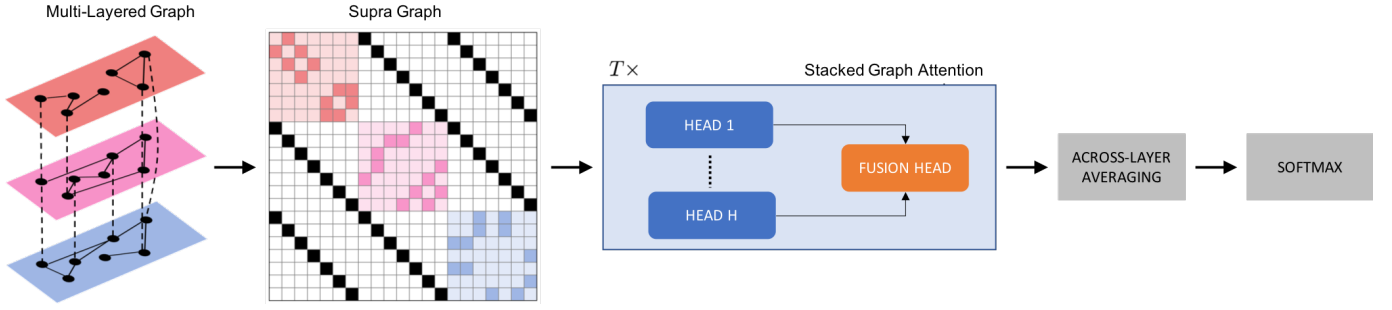 Multi-Layered Graph
Supra Graph
T×
Stacked Graph Attention
HEAD 1
HEAD H
FUSION HEAD
ACROSS-LAYER
AVERAGING
SOFTMAX